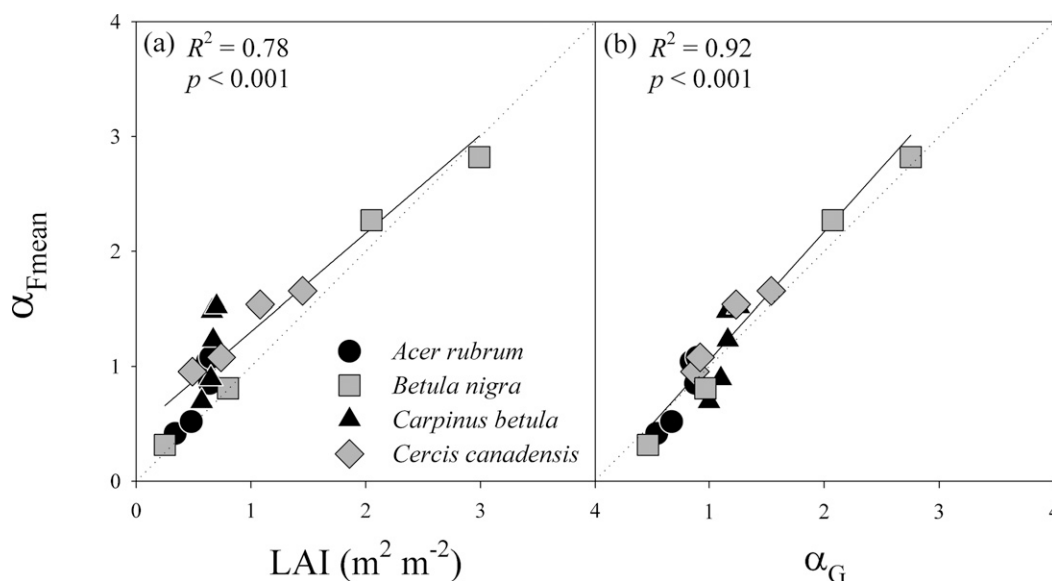 (a) R² = 0.78
p < 0.001
(b) R² = 0.92
p < 0.001
4
3
2
1
0
α_Fmean
Acer rubrum
Betula nigra
Carpinus betula
Cercis canadensis
0 1 2 3 4 1 2 3 4
LAI (m² m⁻²)
α_G